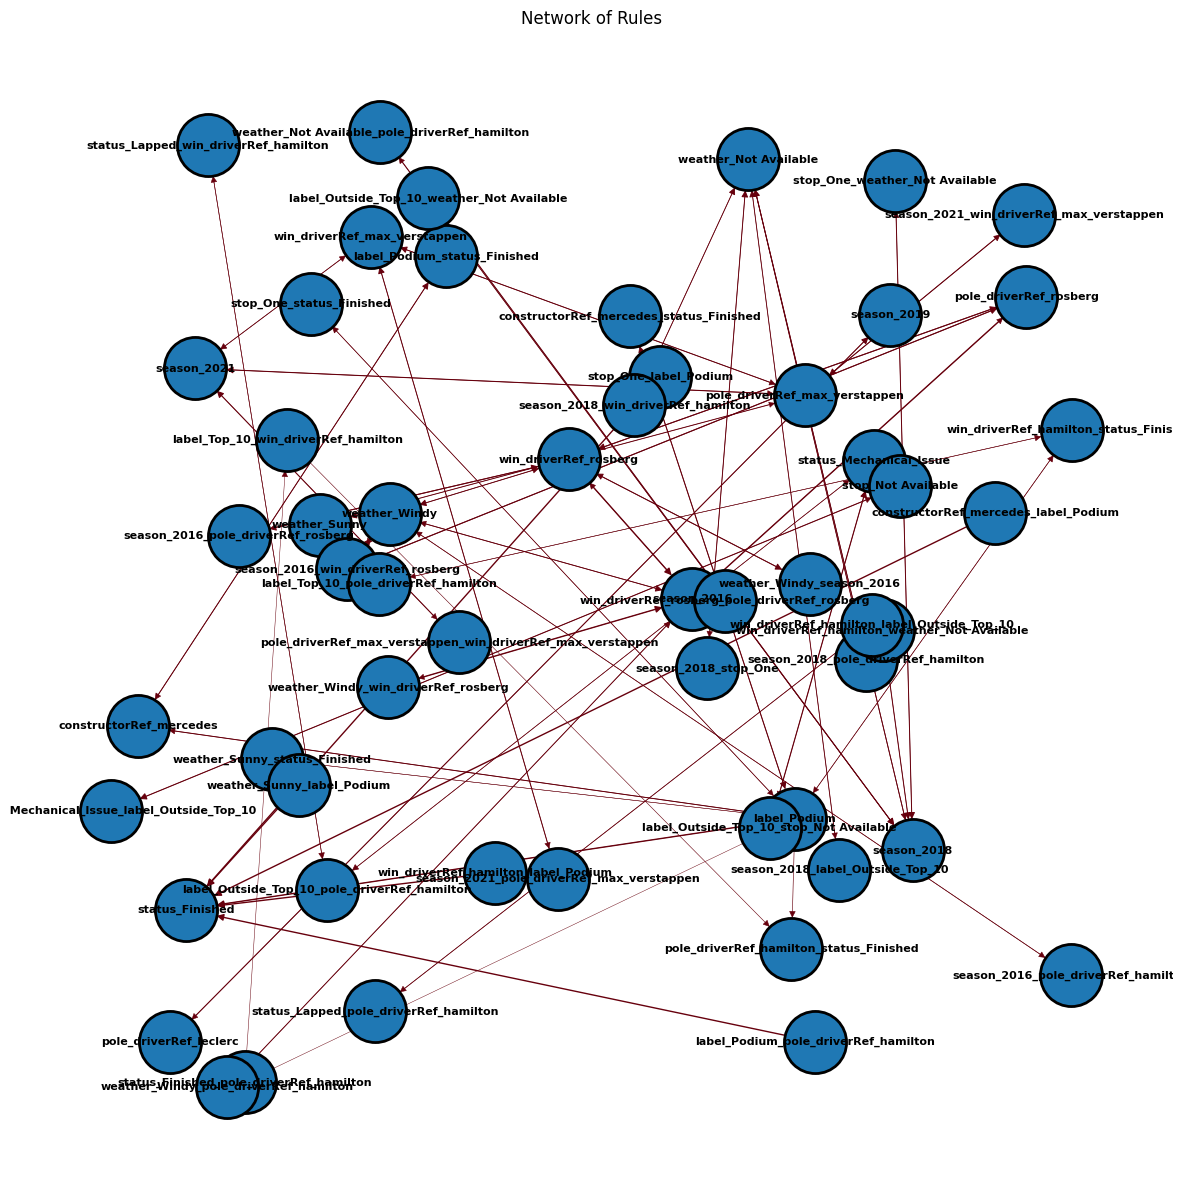 Network of Rules
weather_Not Available_pole_driverRef_hamilton
status_Lapped_win_driverRef_hamilton
weather_Not Available
stop_One_weather_Not Available
label_Outside_Top_10_weather_Not Available
season_2021_win_driverRef_max_verstappen
win_driverRef_max_verstappen
label_Podium_status_Finished
pole_driverRef_rosberg
stop_One_status_Finished
constructorRef_mercedes_status_Finished
season_2019
season_2021
stop_One_label_Podium
pole_driverRef_max_verstappen
season_2018_win_driverRef_hamilton
win_driverRef_hamilton_status_Finis
label_Top_10_win_driverRef_hamilton
win_driverRef_rosberg
status_Mechanical_Issue
stop_Not Available
constructorRef_mercedes_label_Podium
weather_Windy
weather_Sunny
season_2016_pole_driverRef_rosberg
season_2016_win_driverRef_rosberg
label_Top_10_pole_driverRef_hamilton
weather_Windy_season_2016
season_2016
win_driverRef_rosberg_pole_driverRef_rosberg
win_driverRef_hamilton_label_Outside_Top_10
win_driverRef_hamilton_weather_Not Available
pole_driverRef_max_verstappen_win_driverRef_max_verstappen
season_2018_pole_driverRef_hamilton
season_2018_stop_One
weather_Windy_win_driverRef_rosberg
constructorRef_mercedes
weather_Sunny_status_Finished
weather_Sunny_label_Podium
Mechanical_Issue_label_Outside_Top_10
label_Podium
label_Outside_Top_10_stop_Not Available
season_2018
season_2018_label_Outside_Top_10
win_driverRef_hamilton_label_Podium
season_2021_pole_driverRef_max_verstappen
label_Outside_Top_10_pole_driverRef_hamilton
status_Finished
pole_driverRef_hamilton_status_Finished
season_2016_pole_driverRef_hamilt
status_Lapped_pole_driverRef_hamilton
pole_driverRef_leclerc
label_Podium_pole_driverRef_hamilton
status_Finished_pole_driverRef_hamilton
weather_Windy_pole_driverRef_hamilton